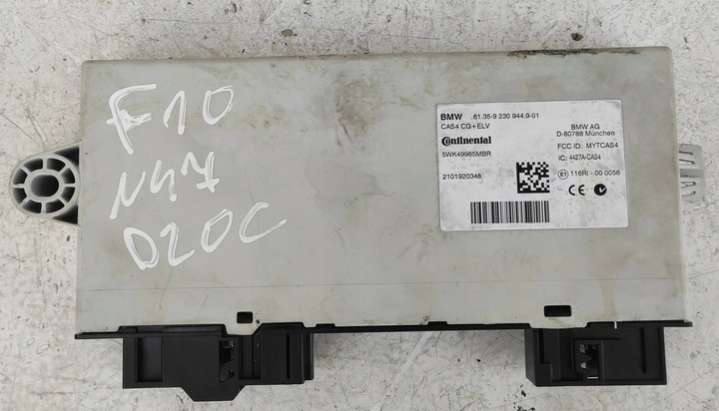 F10
N47
D20C
BMW 61.35-9 230 944.9-01
CAS4 CG+ELV
BMW AG
D-80788 München
Continental
FCC ID: MYTCAS4
5WK49985MBR
IC: 4427A-CAS4
2101920348
E1 116RI - 00 0056
CE